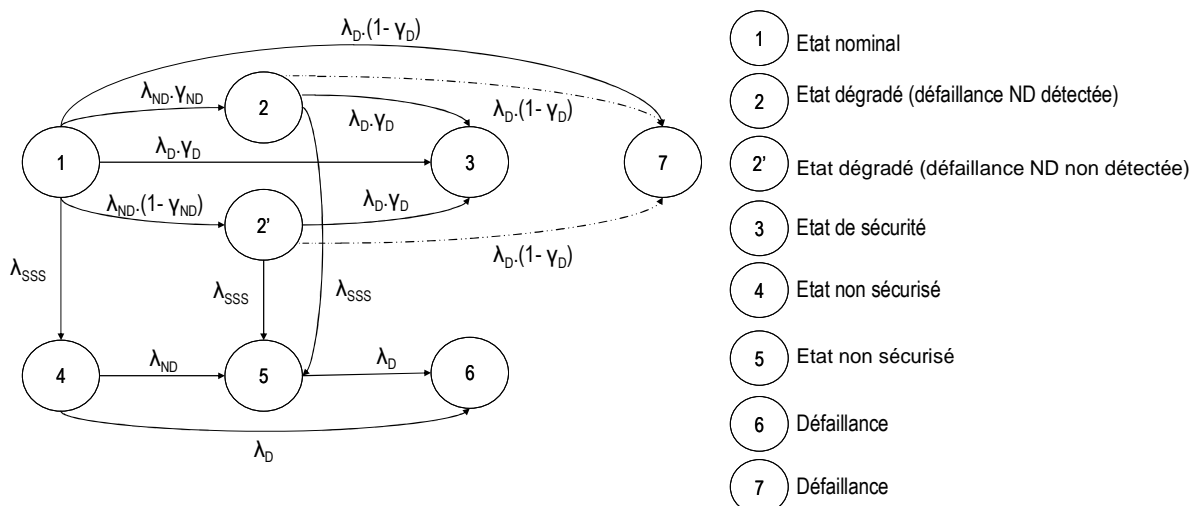 λD.(1- γD)
1 Etat nominal
λND.γND
2
λD.(1- γD)
2 Etat dégradé (défaillance ND détectée)
λD.γD
1
λD.γD
3
7
2' Etat dégradé (défaillance ND non détectée)
λND.(1- γND)
λD.γD
2'
3 Etat de sécurité
λD.(1- γD)
λSSS
λSSS
λSSS
4 Etat non sécurisé
4
λND
5
λD
6
5 Etat non sécurisé
λD
6 Défaillance
7 Défaillance